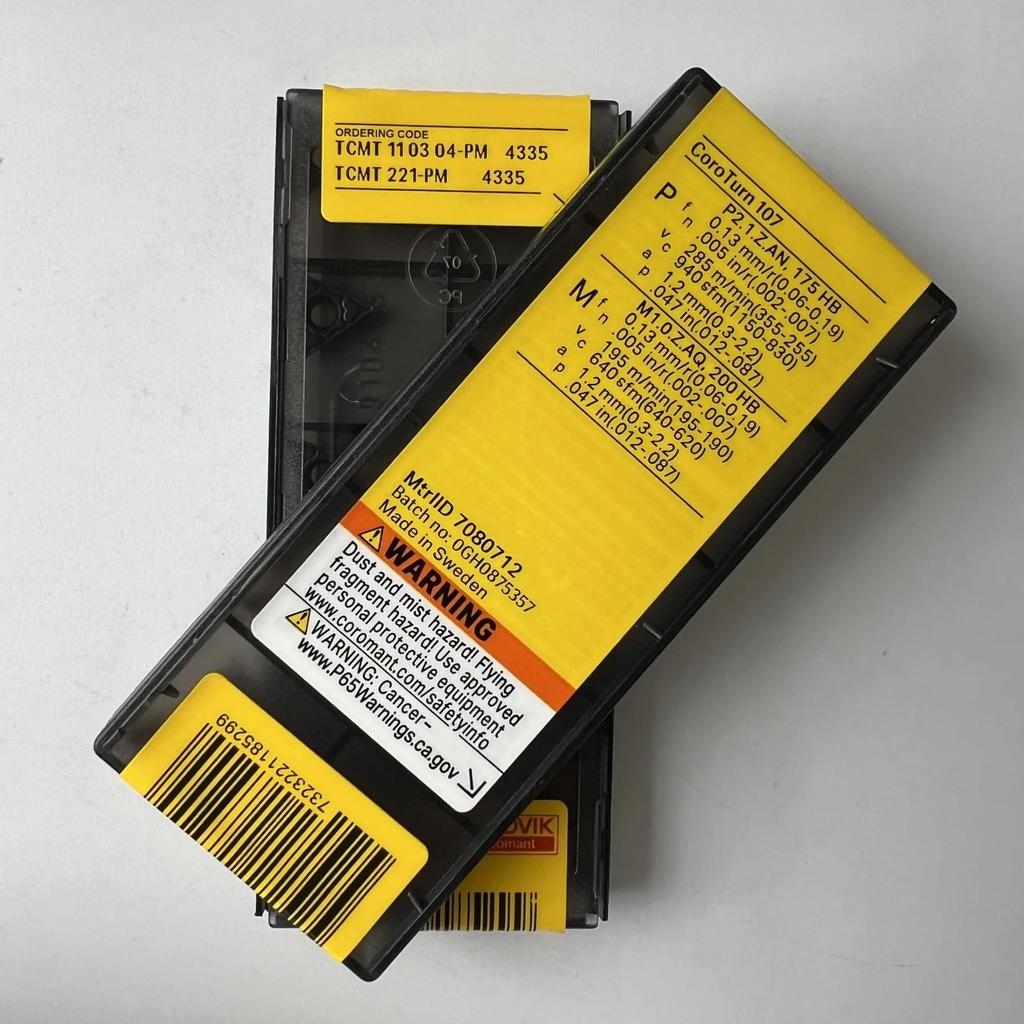 ORDERING CODE
TCMT 11 03 04-PM 4335
TCMT 221-PM 4335
07
PC
CoroTurn 107
P P2.1.Z.AN, 175 HB
fn 0.13 mm/r(0.06-0.19)
.005 in/r(.002-.007)
vc 285 m/min(355-255)
940 sfm(1150-830)
ap 1.2 mm(0.3-2.2)
.047 in(.012-.087)
M M1.0.Z.AQ, 200 HB
fn 0.13 mm/r(0.06-0.19)
.005 in/r(.002-.007)
vc 195 m/min(195-190)
640 sfm(640-620)
ap 1.2 mm(0.3-2.2)
.047 in(.012-.087)
MtrlID 7080712
Batch no: 0GH0875357
Made in Sweden
WARNING
Dust and mist hazard! Flying
fragment hazard! Use approved
personal protective equipment
www.coromant.com/safetyinfo
WARNING: Cancer-
www.P65Warnings.ca.gov
7323221185299